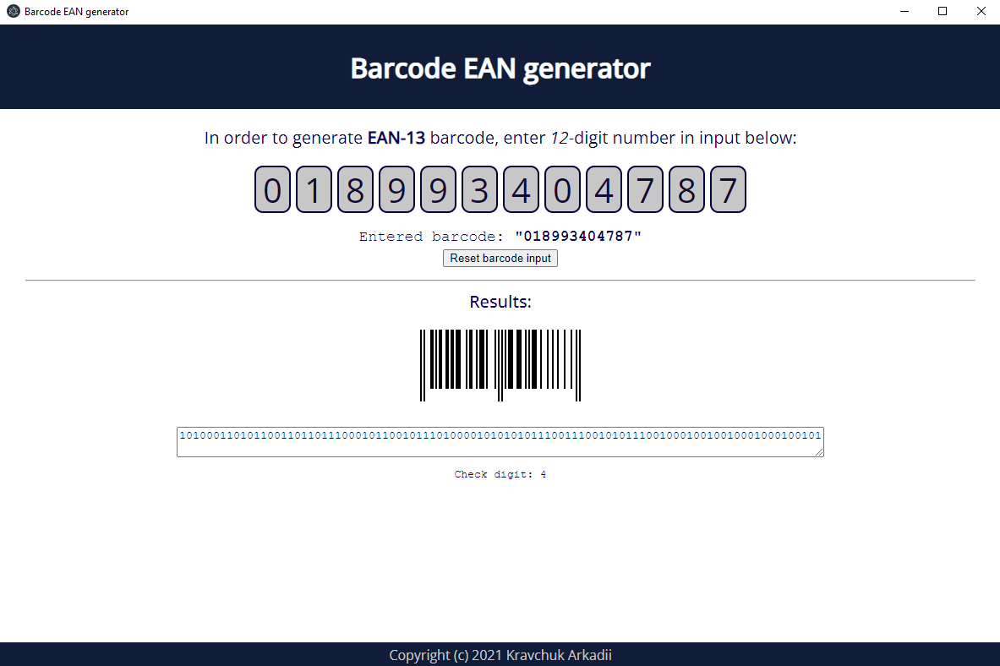 Barcode EAN generator
Barcode EAN generator
In order to generate EAN-13 barcode, enter 12-digit number in input below:
0 1 8 9 9 3 4 0 4 7 8 7
Entered barcode: "018993404787"
Reset barcode input
Results:
10100011010110011011011100010110010111010000101010101110011100101011100100010010010001000100101
Check digit: 4
Copyright (c) 2021 Kravchuk Arkadii